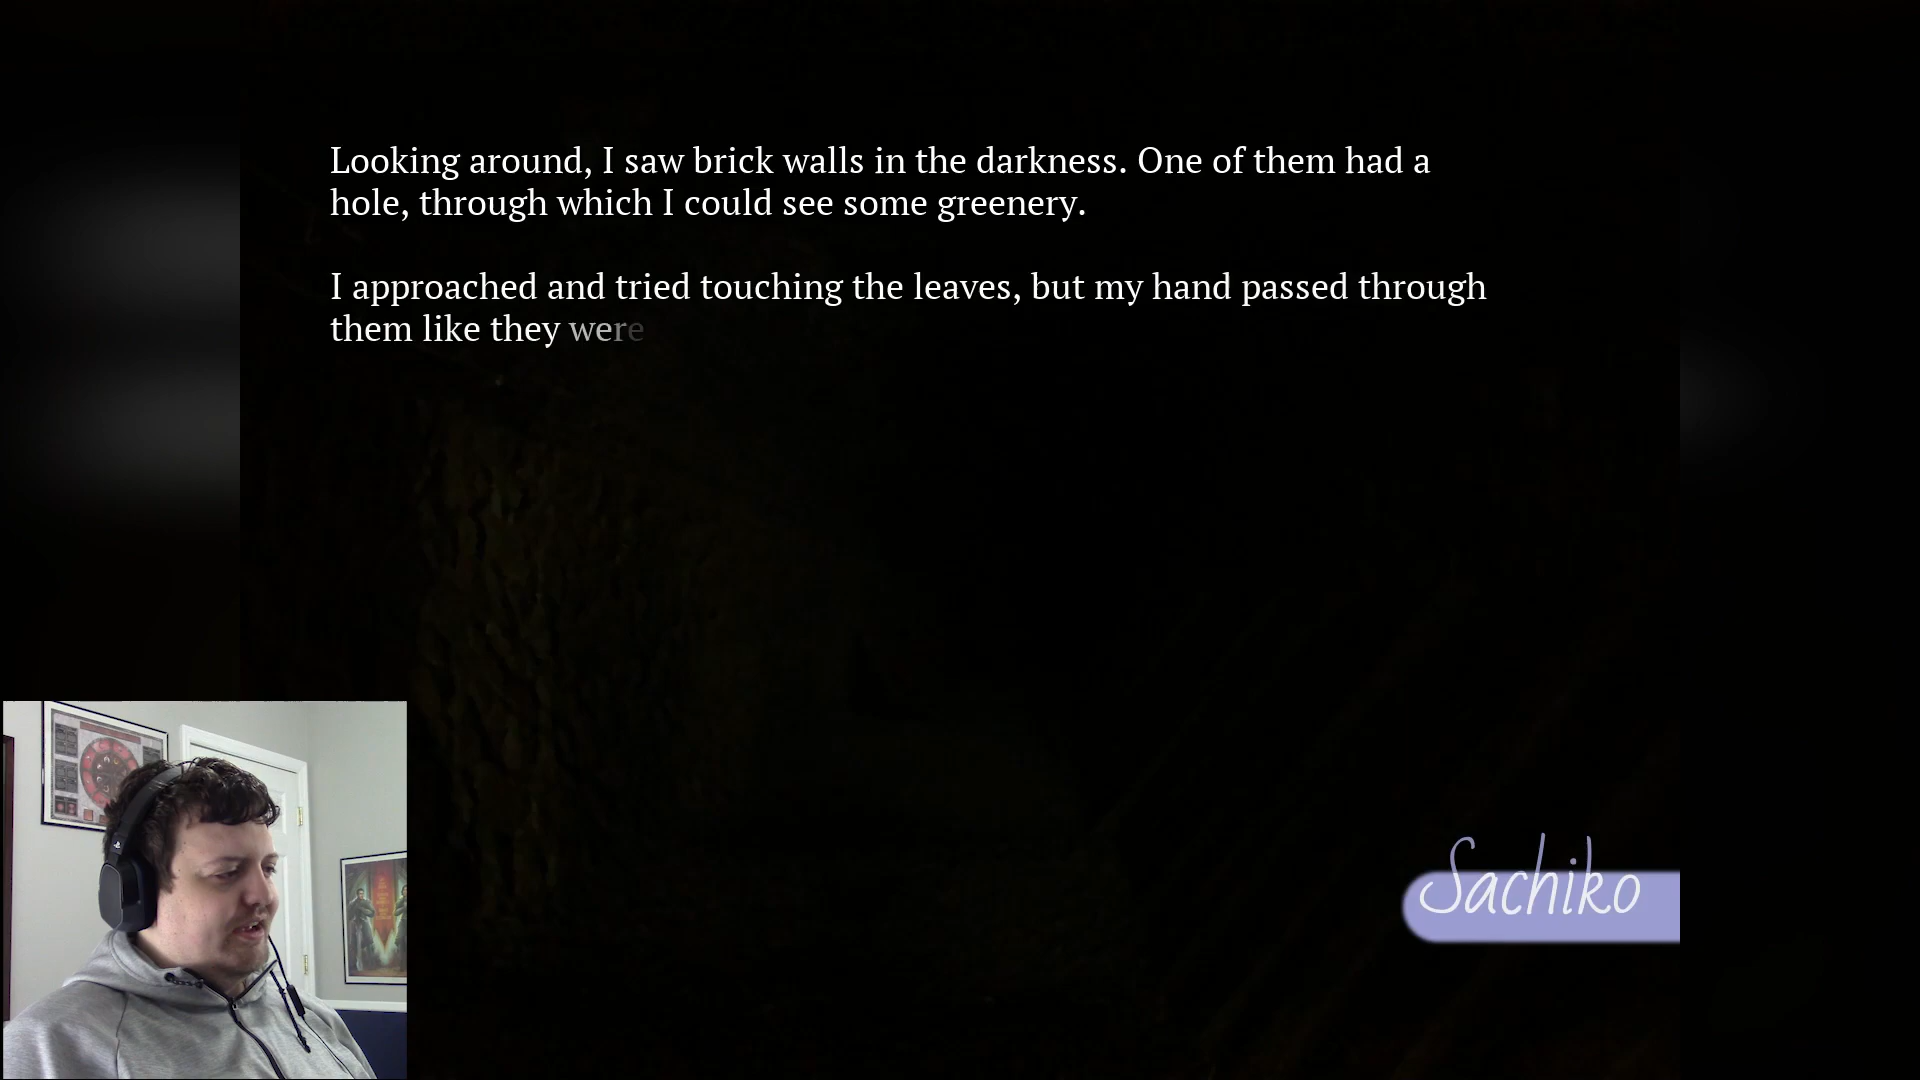 Looking around, I saw brick walls in the darkness. One of them had a
hole, through which I could see some greenery.
I approached and tried touching the leaves, but my hand passed through
them like they were
Sachiko